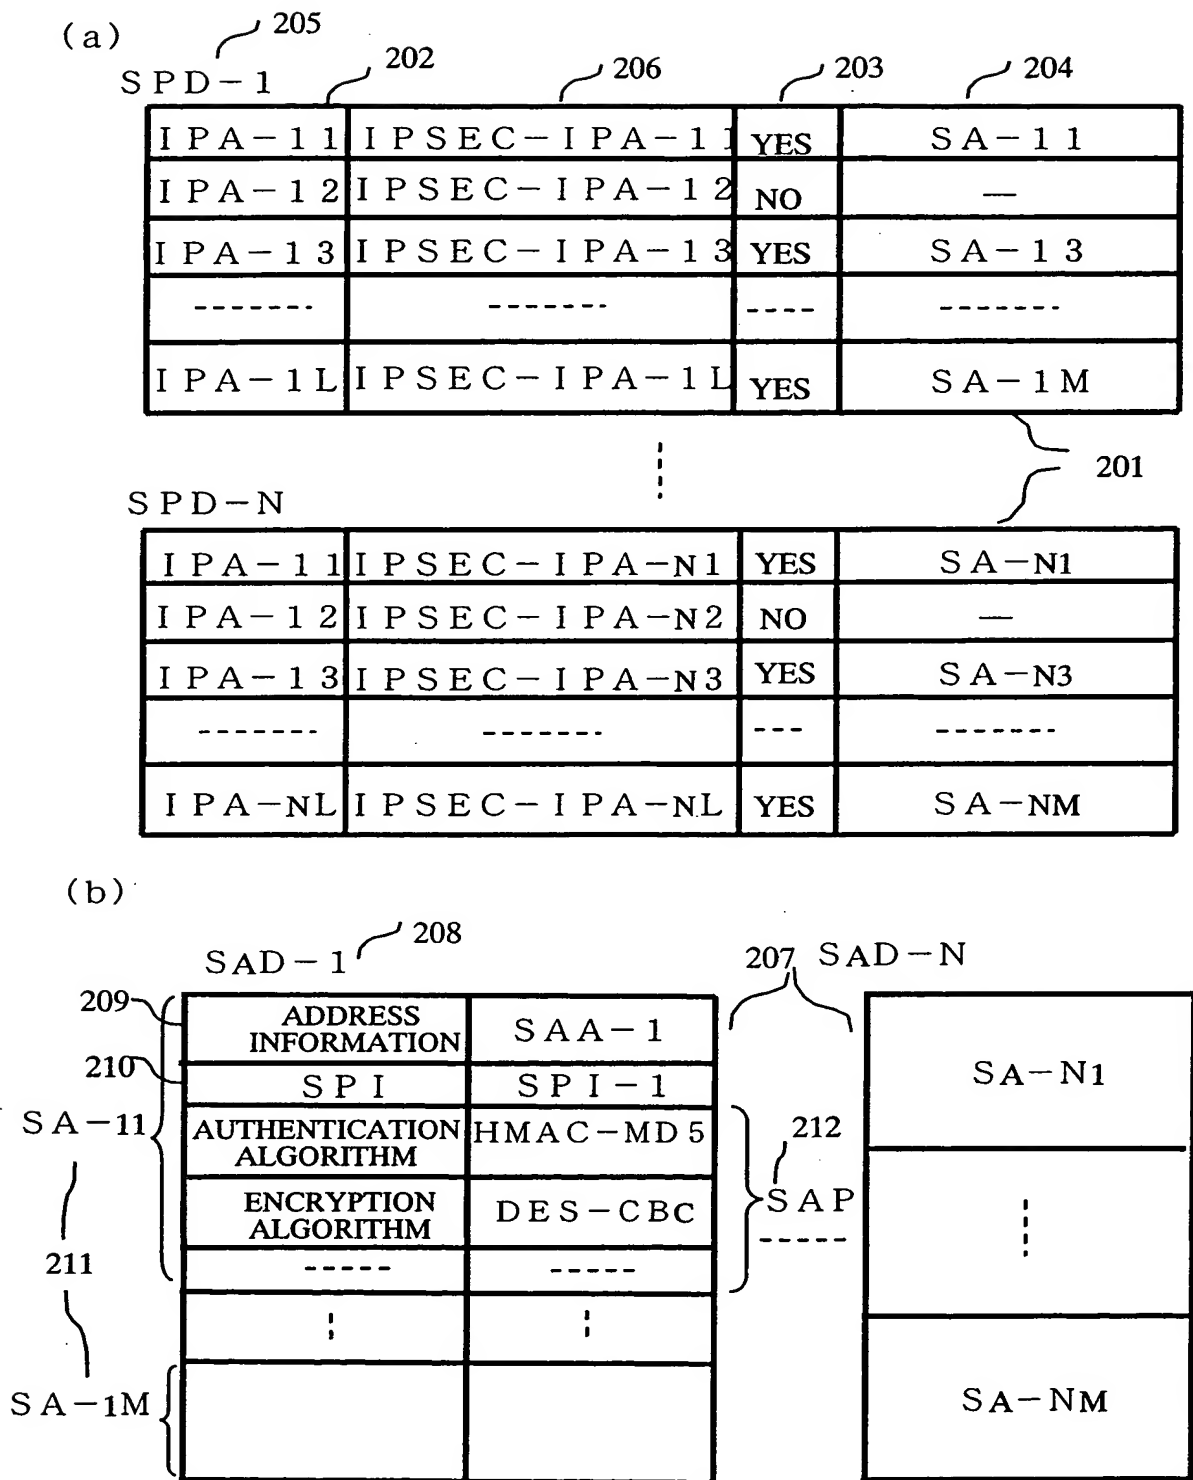 (a)
205
SPD-1
202
206
203
204
IPA-11 IPSEC-IPA-11 YES SA-11
IPA-12 IPSEC-IPA-12 NO —
IPA-13 IPSEC-IPA-13 YES SA-13
------- ------- ---- -------
IPA-1L IPSEC-IPA-1L YES SA-1M
201
SPD-N
IPA-11 IPSEC-IPA-N1 YES SA-N1
IPA-12 IPSEC-IPA-N2 NO —
IPA-13 IPSEC-IPA-N3 YES SA-N3
------- ------- --- -------
IPA-NL IPSEC-IPA-NL YES SA-NM
(b)
SAD-1
208
207
SAD-N
209
ADDRESS
INFORMATION
SAA-1
210
SPI SPI-1
SA-11
AUTHENTICATION
ALGORITHM
HMAC-MD5
ENCRYPTION
ALGORITHM
DES-CBC
----- -----
212
SAP
-----
211
SA-1M
SA-N1
SA-NM